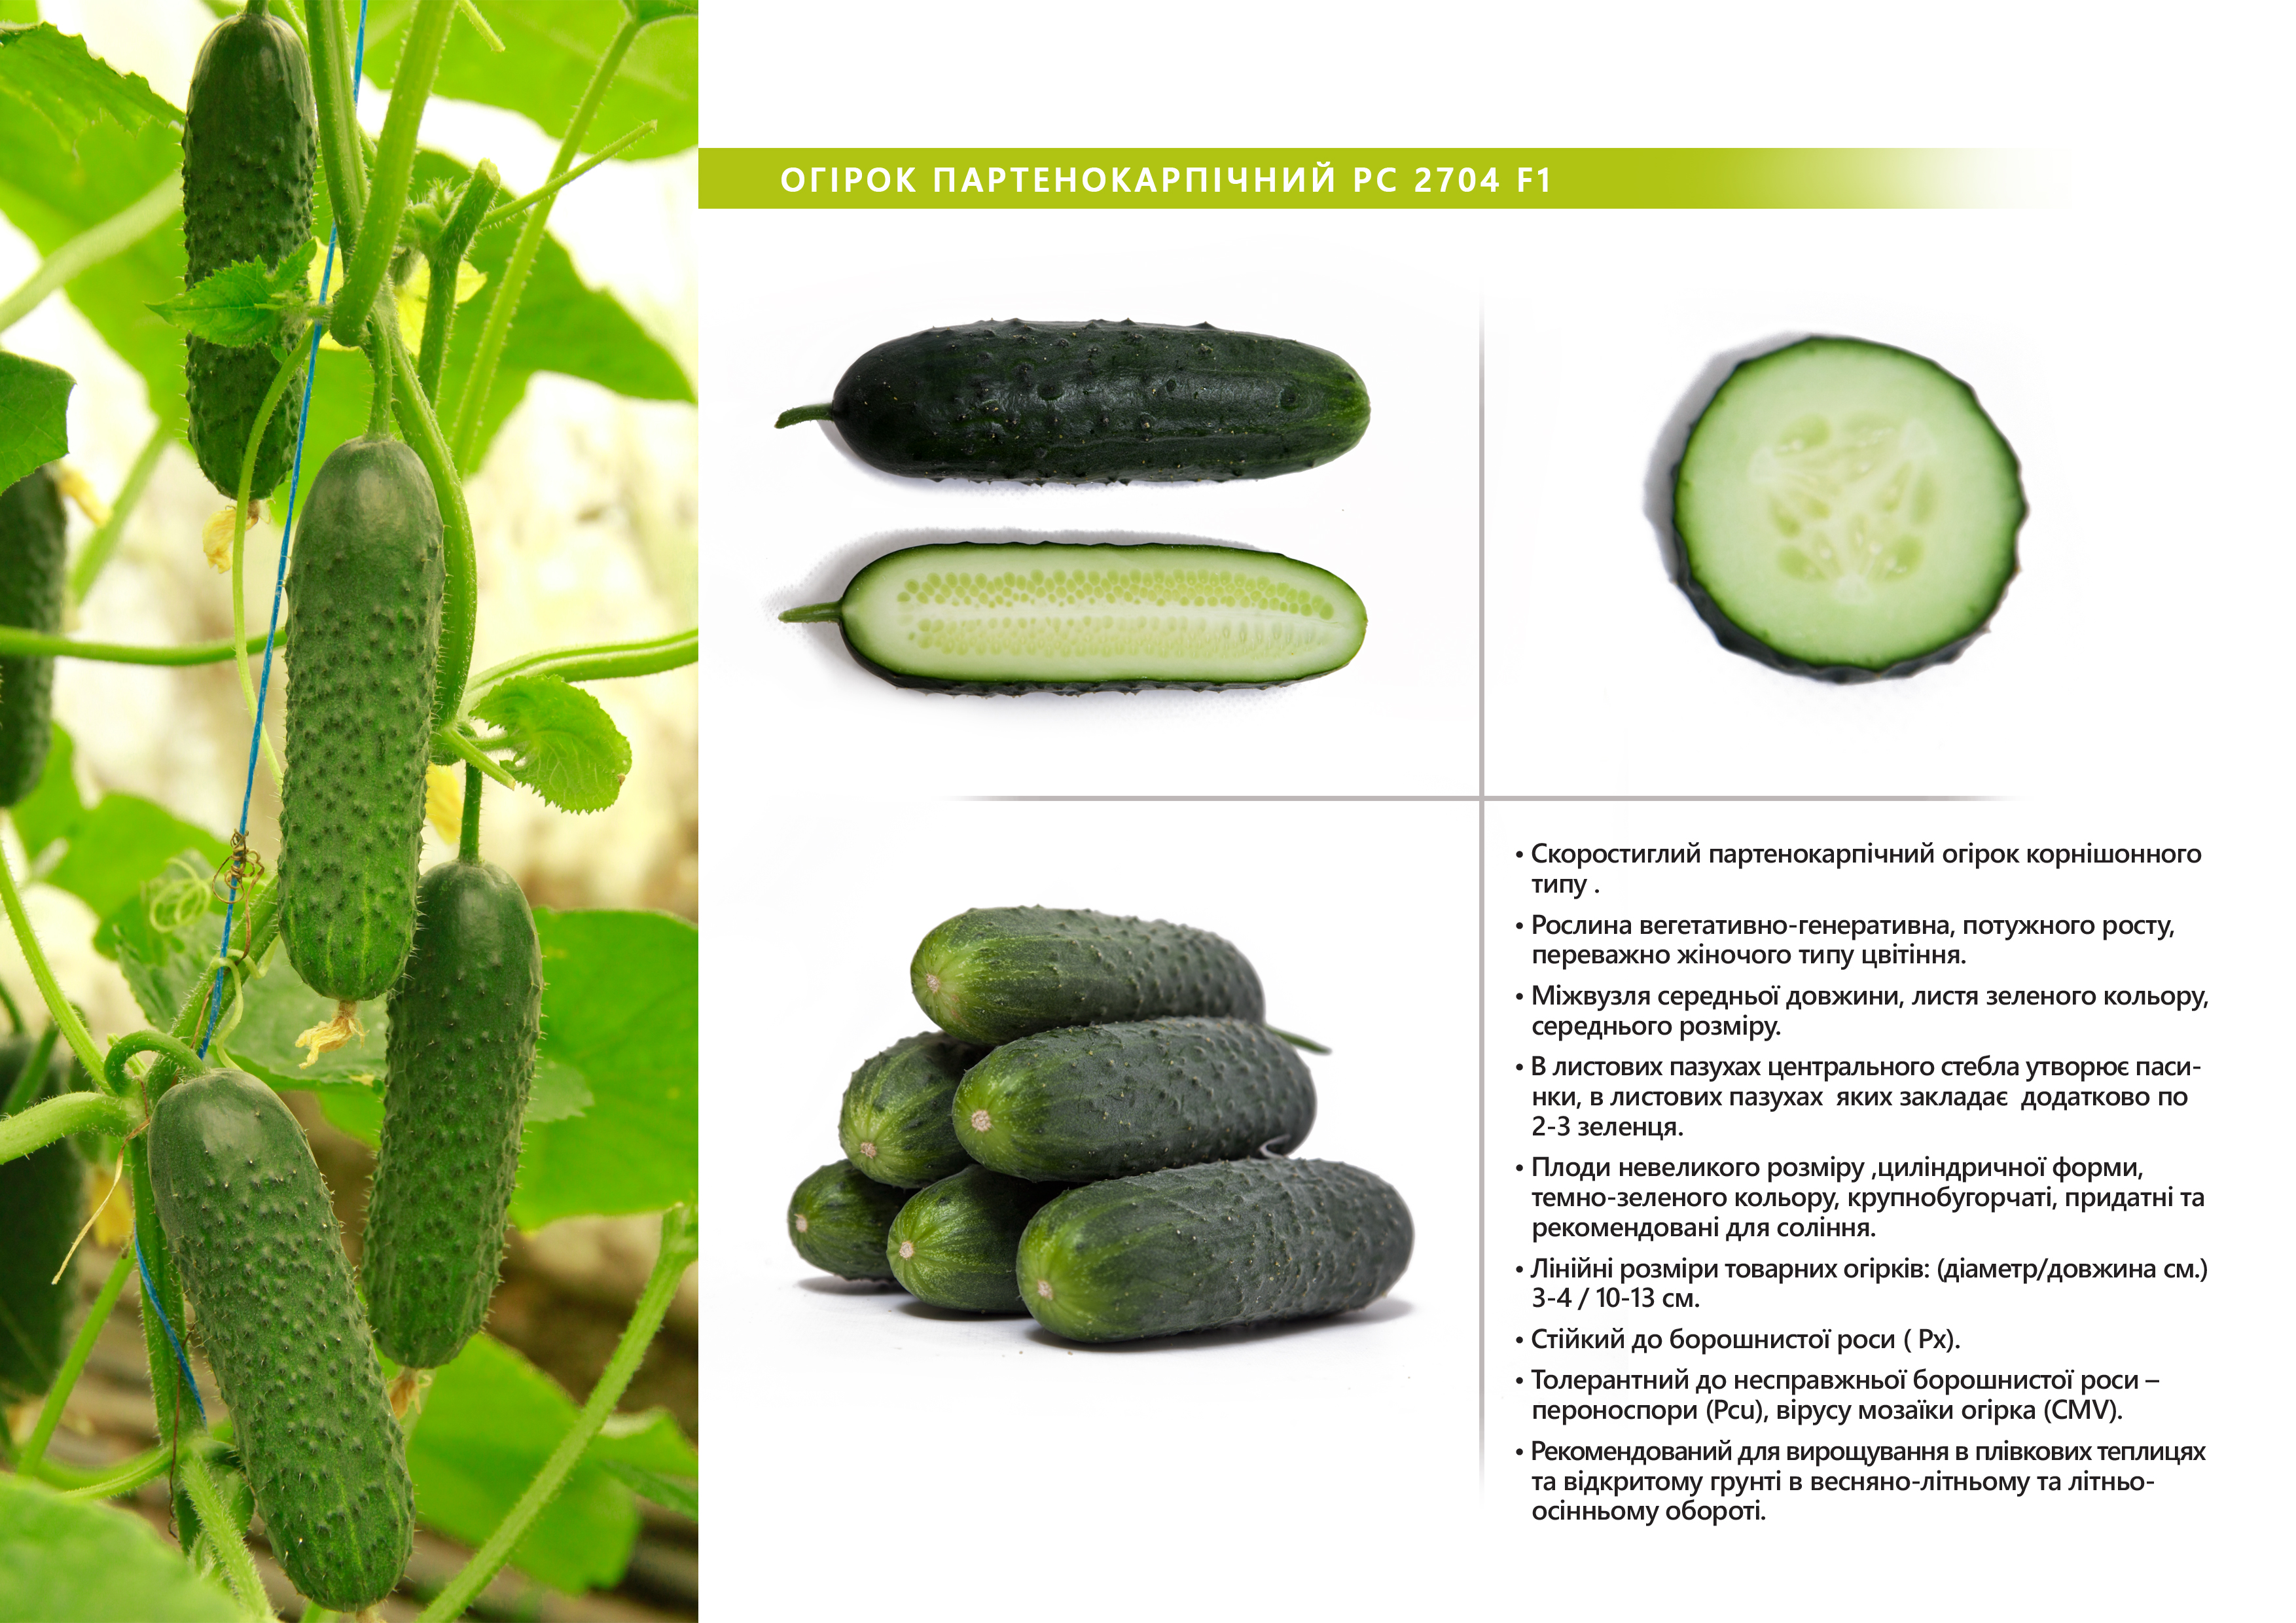 ОГІРОК ПАРТЕНОКАРПІЧНИЙ РС 2704 F1
• Скоростиглий партенокарпічний огірок корнішонного
типу .
• Рослина вегетативно-генеративна, потужного росту,
переважно жіночого типу цвітіння.
• Міжвузля середньої довжини, листя зеленого кольору,
середнього розміру.
• В листових пазухах центрального стебла утворює паси-
нки, в листових пазухах  яких закладає  додатково по
2-3 зеленця.
• Плоди невеликого розміру ,циліндричної форми,
темно-зеленого кольору, крупнобугорчаті, придатні та
рекомендовані для соління.
• Лінійні розміри товарних огірків: (діаметр/довжина см.)
3-4 / 10-13 см.
• Стійкий до борошнистої роси ( Px).
• Толерантний до несправжньої борошнистої роси –
пероноспори (Pcu), вірусу мозаїки огірка (CMV).
• Рекомендований для вирощування в плівкових теплицях
та відкритому грунті в весняно-літньому та літньо-
осінньому обороті.